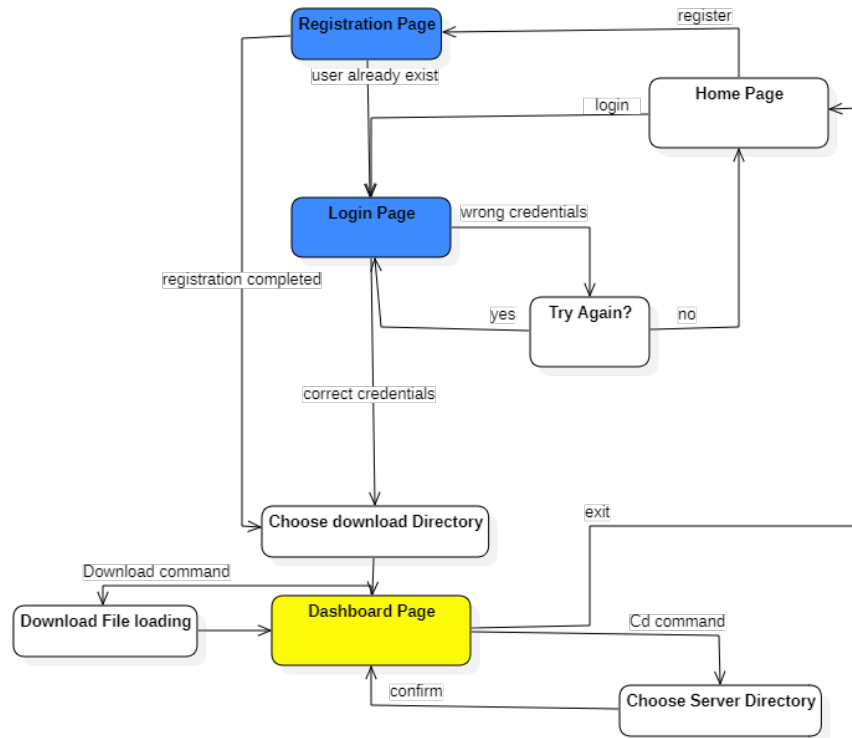 register
Registration Page
user already exist
Home Page
login
Login Page
wrong credentials
registration completed
Try Again?
yes
no
correct credentials
Choose download Directory
exit
Download command
Dashboard Page
Download File loading
Cd command
confirm
Choose Server Directory